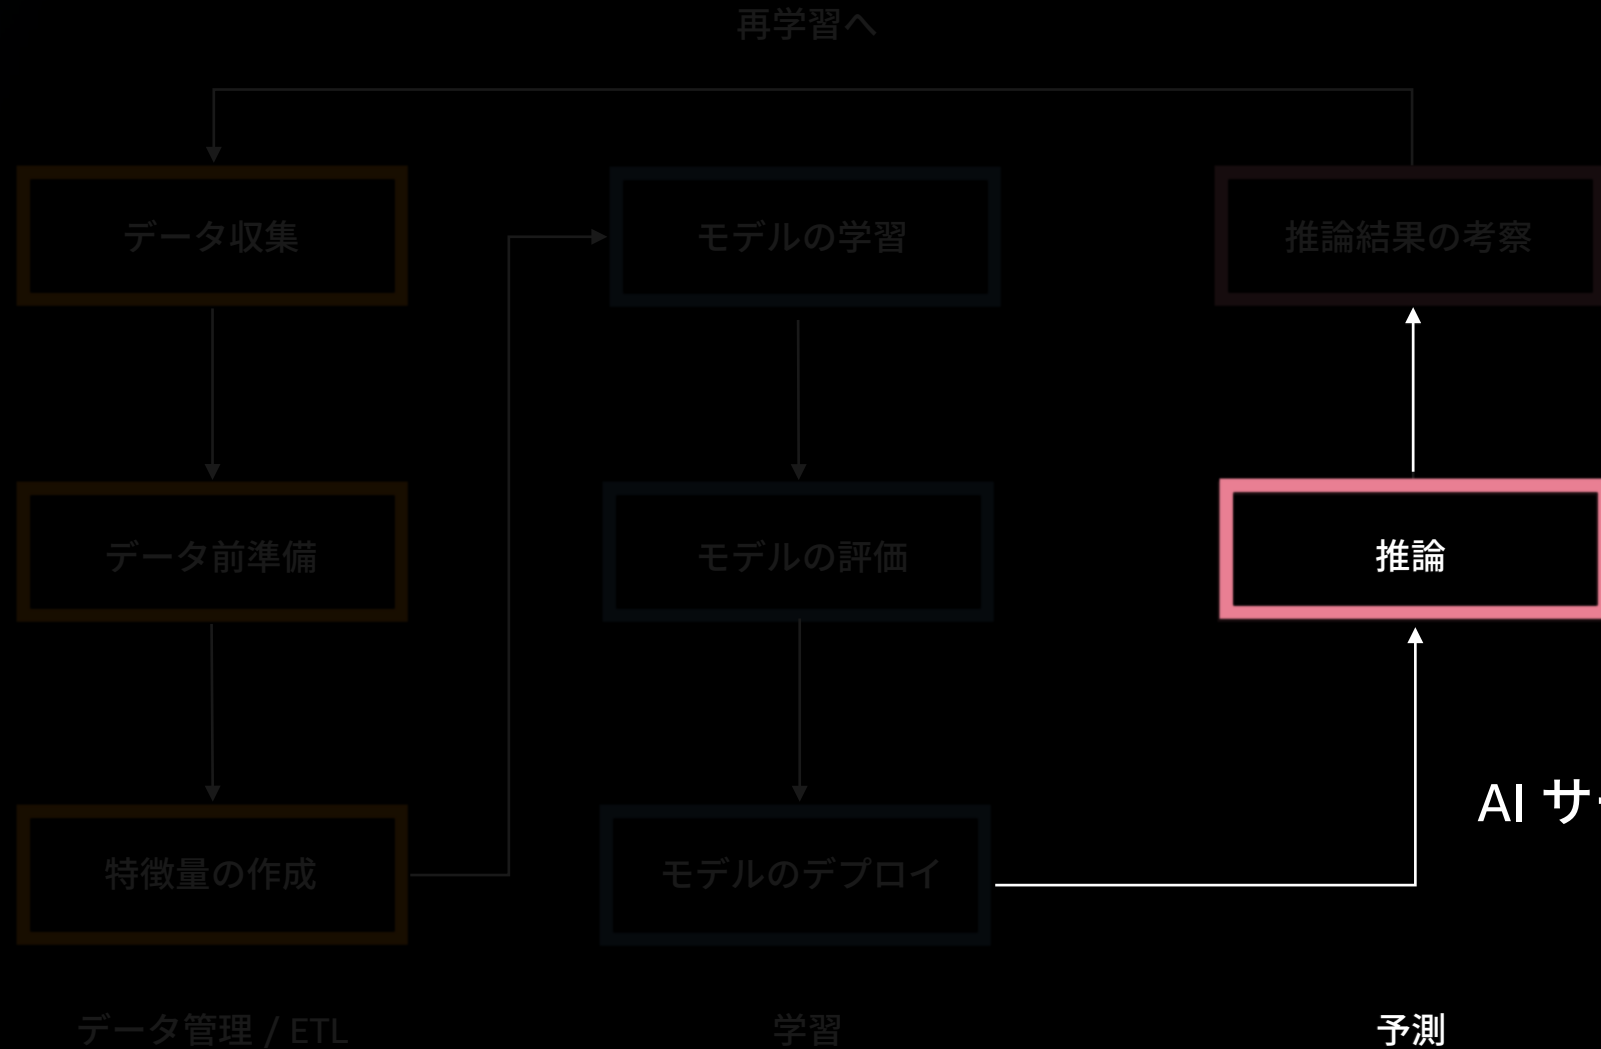 再学習へ
データ収集
モデルの学習
推論結果の考察
データ前準備
モデルの評価
推論
AI サ
特徴量の作成
モデルのデプロイ
データ管理 / ETL
学習
予測